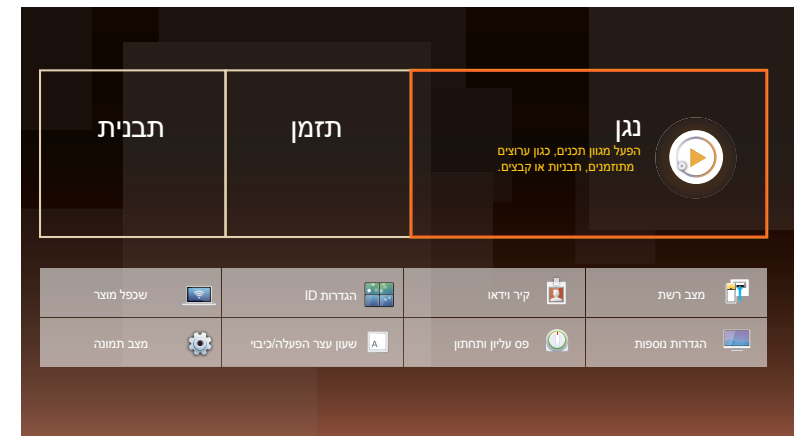 נגן
הפעל מגוון תכנים, כגון ערוצים
מתוזמנים, תבניות או קבצים.
תזמן
תבנית
מצב רשת
קיר וידאו
הגדרות ID
שכפל מוצר
הגדרות נוספות
פס עליון ותחתון
שעון עצר הפעלה/כיבוי
A
מצב תמונה